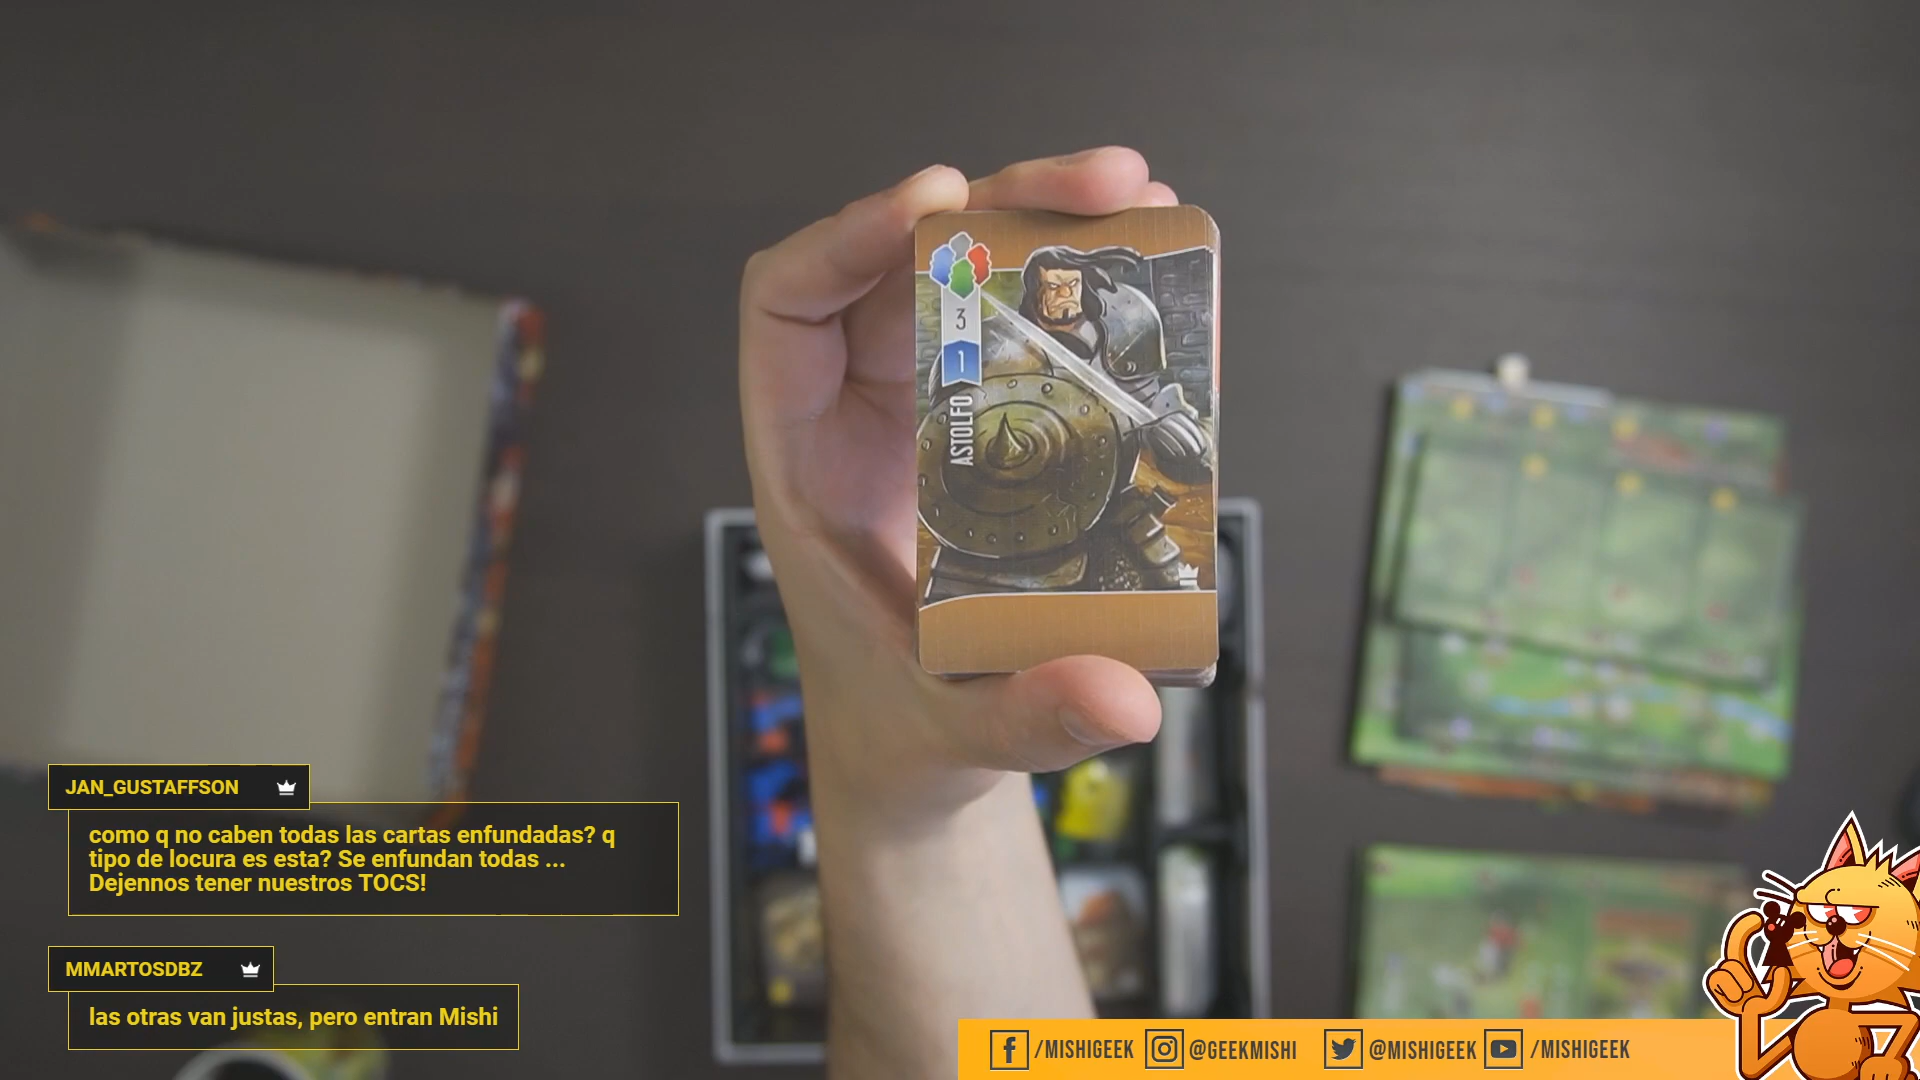 3
1
ASTOLFO
JAN_GUSTAFFSON
como q no caben todas las cartas enfundadas? q
tipo de locura es esta? Se enfundan todas ...
Dejennos tener nuestros TOCS!
MMARTOSDBZ
las otras van justas, pero entran Mishi
/MISHIGEEK @GEEKMISHI @MISHIGEEK /MISHIGEEK